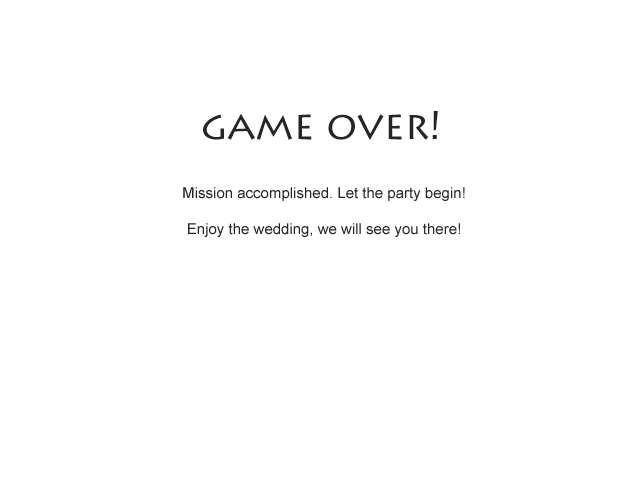 GAME OVER!
Mission accomplished. Let the party begin!
Enjoy the wedding, we will see you there!